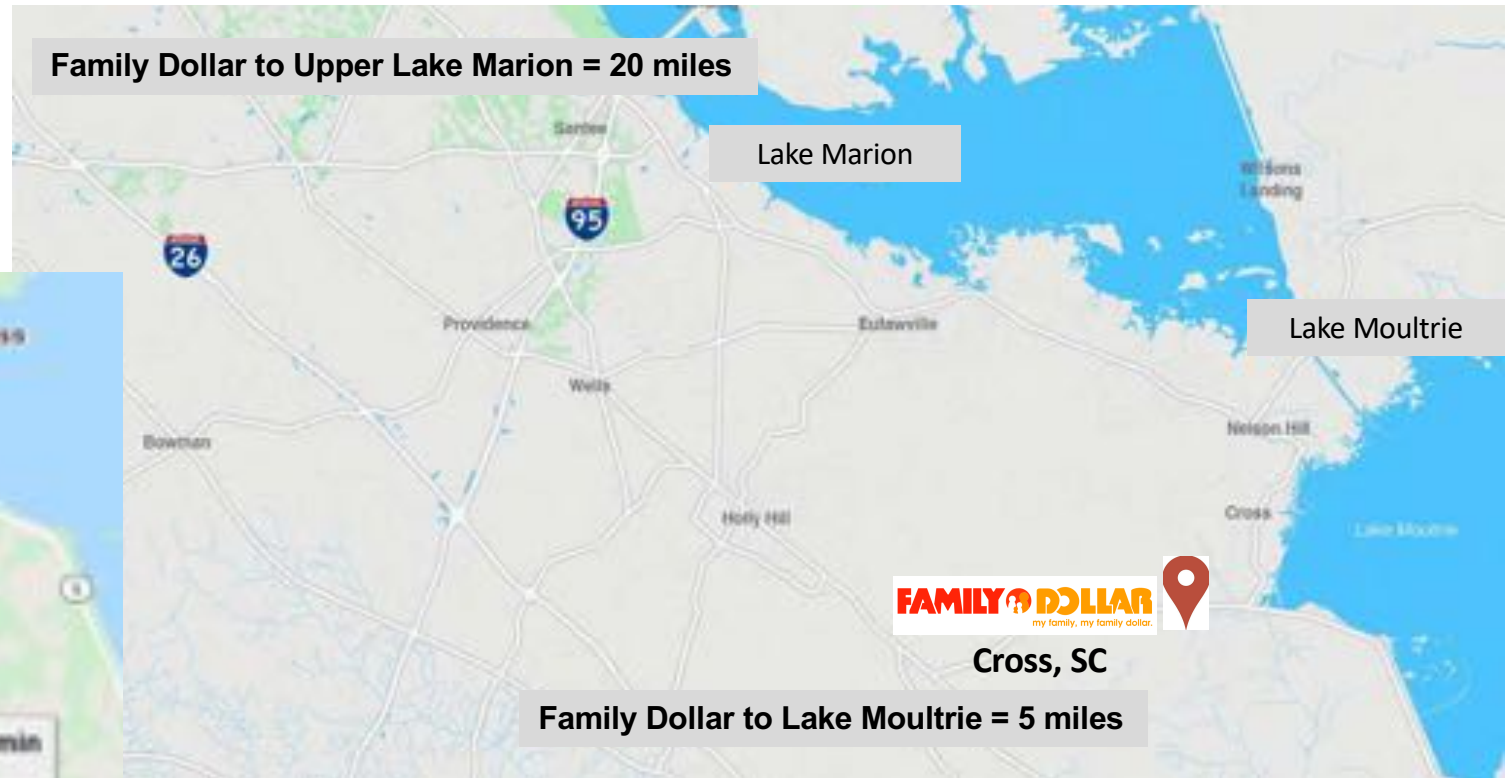 Family Dollar to Upper Lake Marion = 20 miles
Santee
Lake Marion
Wilsons
Landing
95
26
Providence
Eutawville
Lake Moultrie
Wells
Bowman
Nelson Hill
Holly Hill
Cross
Lake Moultrie
6
FAMILY DOLLAR
my family, my family dollar.
Cross, SC
Family Dollar to Lake Moultrie = 5 miles
min